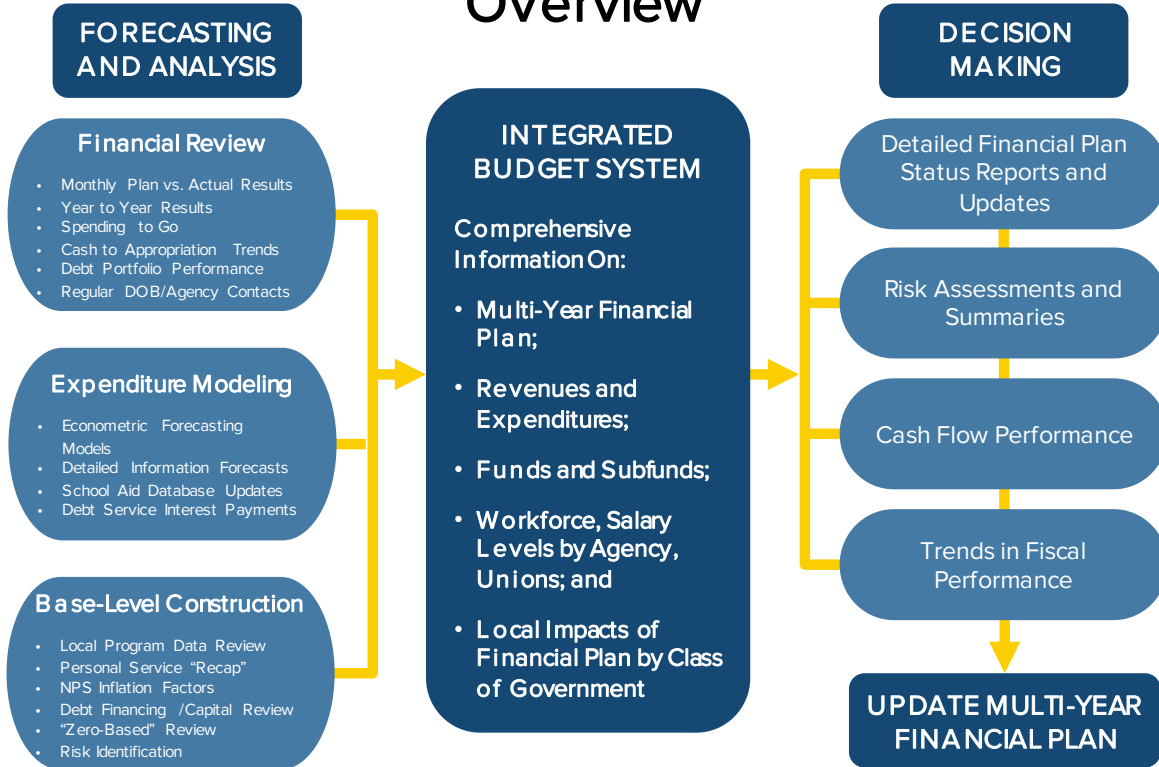 Overview
FORECASTING
AND ANALYSIS
Financial Review
• Monthly Plan vs. Actual Results
• Year to Year Results
• Spending to Go
• Cash to Appropriation Trends
• Debt Portfolio Performance
• Regular DOB/Agency Contacts
Expenditure Modeling
• Econometric Forecasting
Models
• Detailed Information Forecasts
• School Aid Database Updates
• Debt Service Interest Payments
Base-Level Construction
• Local Program Data Review
• Personal Service “Recap”
• NPS Inflation Factors
• Debt Financing /Capital Review
• “Zero-Based” Review
• Risk Identification
INTEGRATED
BUDGET SYSTEM
Comprehensive
Information On:
• Multi-Year Financial
Plan;
• Revenues and
Expenditures;
• Funds and Subfunds;
• Workforce, Salary
Levels by Agency,
Unions; and
• Local Impacts of
Financial Plan by Class
of Government
DECISION
MAKING
Detailed Financial Plan
Status Reports and
Updates
Risk Assessments and
Summaries
Cash Flow Performance
Trends in Fiscal
Performance
UPDATE MULTI-YEAR
FINANCIAL PLAN